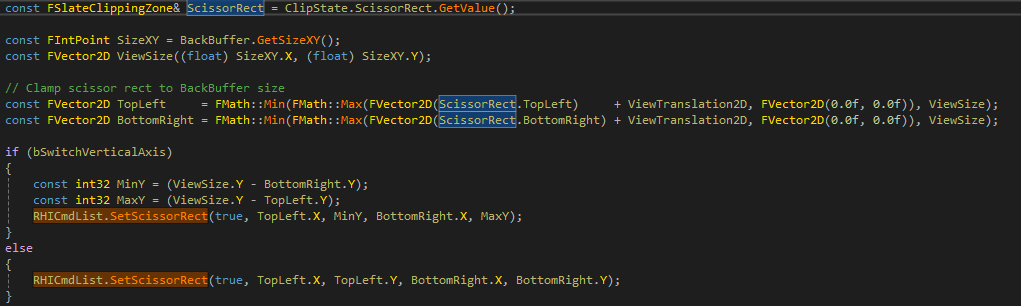 const FSlateClippingZone& ScissorRect = ClipState.ScissorRect.GetValue();
const FIntPoint SizeXY = BackBuffer.GetSizeXY();
const FVector2D ViewSize((float) SizeXY.X, (float) SizeXY.Y);
// Clamp scissor rect to BackBuffer size
const FVector2D TopLeft     = FMath::Min(FMath::Max(FVector2D(ScissorRect.TopLeft)     + ViewTranslation2D, FVector2D(0.0f, 0.0f)), ViewSize);
const FVector2D BottomRight = FMath::Min(FMath::Max(FVector2D(ScissorRect.BottomRight) + ViewTranslation2D, FVector2D(0.0f, 0.0f)), ViewSize);
if (bSwitchVerticalAxis)
{
    const int32 MinY = (ViewSize.Y - BottomRight.Y);
    const int32 MaxY = (ViewSize.Y - TopLeft.Y);
    RHICmdList.SetScissorRect(true, TopLeft.X, MinY, BottomRight.X, MaxY);
}
else
{
    RHICmdList.SetScissorRect(true, TopLeft.X, TopLeft.Y, BottomRight.X, BottomRight.Y);
}